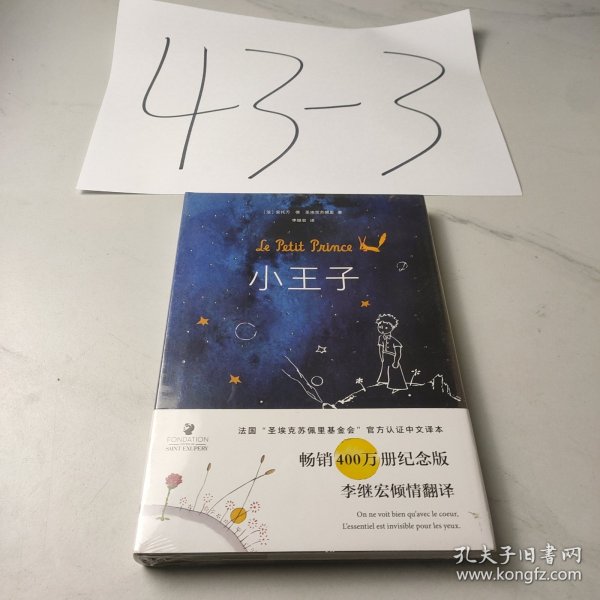 43-3
[法]安托万·德·圣埃克苏佩里 著
李继宏 译
Le Petit Prince
小王子
法国“圣埃克苏佩里基金会”官方认证中文译本
FONDATION
SAINT EXUPÉRY
畅销400万册纪念版
李继宏倾情翻译
On ne voit bien qu'avec le coeur.
L'essentiel est invisible pour les yeux.
孔夫子旧书网
www.kongfz.com